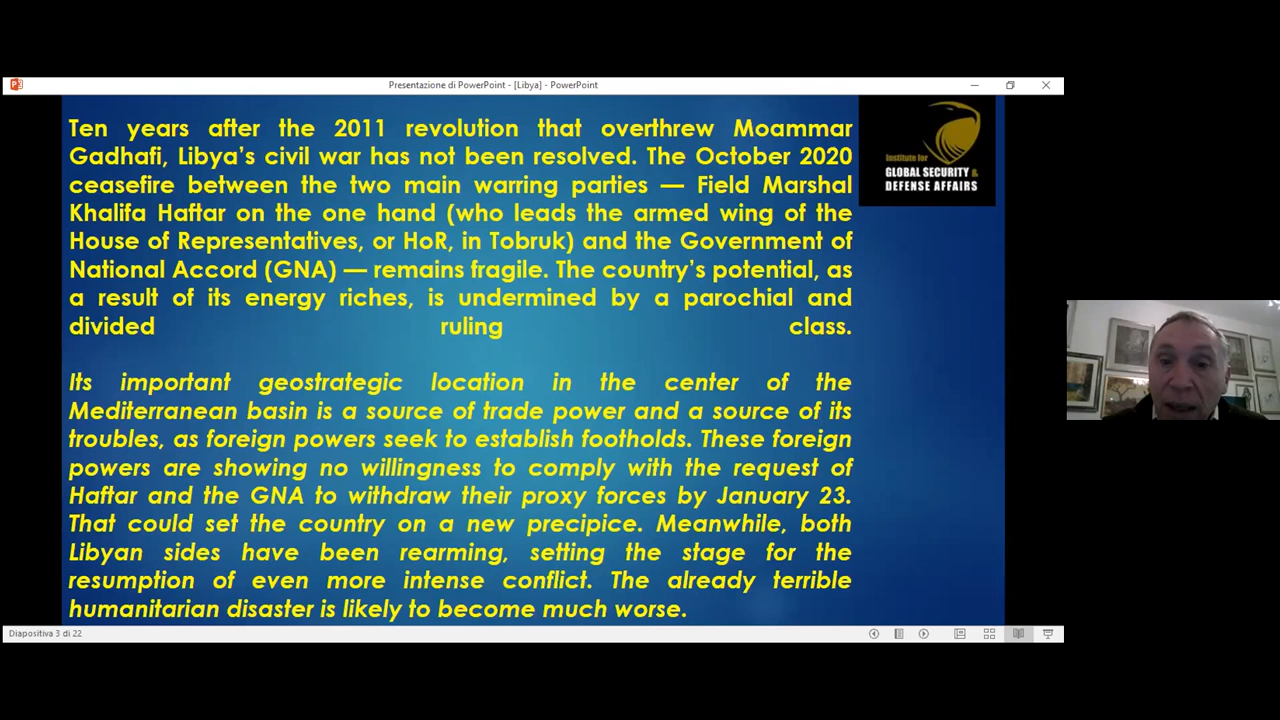 Presentazione di PowerPoint - [Libya] - PowerPoint
Ten years after the 2011 revolution that overthrew Moammar
Gadhafi, Libya's civil war has not been resolved. The October 2020
ceasefire between the two main warring parties — Field Marshal
Khalifa Haftar on the one hand (who leads the armed wing of the
House of Representatives, or HoR, in Tobruk) and the Government of
National Accord (GNA) — remains fragile. The country's potential, as
a result of its energy riches, is undermined by a parochial and
divided ruling class.
Its important geostrategic location in the center of the
Mediterranean basin is a source of trade power and a source of its
troubles, as foreign powers seek to establish footholds. These foreign
powers are showing no willingness to comply with the request of
Haftar and the GNA to withdraw their proxy forces by January 23.
That could set the country on a new precipice. Meanwhile, both
Libyan sides have been rearming, setting the stage for the
resumption of even more intense conflict. The already terrible
humanitarian disaster is likely to become much worse.
Institute for
GLOBAL SECURITY &
DEFENSE AFFAIRS
Diapositiva 3 di 22